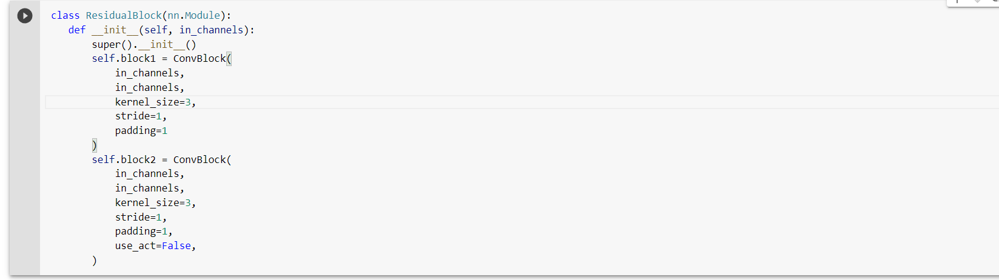 class ResidualBlock(nn.Module):
   def __init__(self, in_channels):
       super().__init__()
       self.block1 = ConvBlock(
           in_channels,
           in_channels,
           kernel_size=3,
           stride=1,
           padding=1
       )
       self.block2 = ConvBlock(
           in_channels,
           in_channels,
           kernel_size=3,
           stride=1,
           padding=1,
           use_act=False,
       )